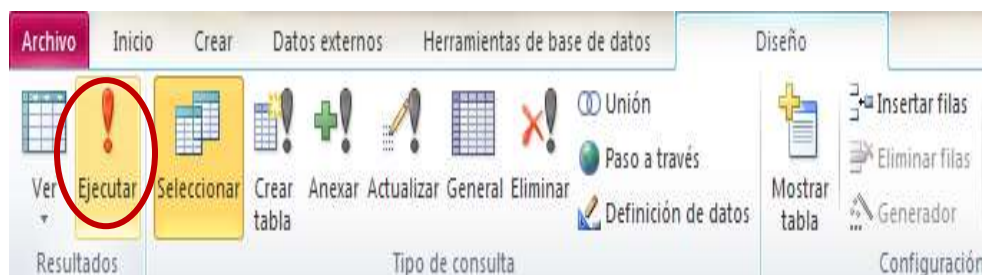 Archivo Inicio Crear Datos externos Herramientas de base de datos Diseño
Ver Ejecutar Seleccionar Crear tabla Anexar Actualizar General Eliminar
Unión
Paso a través
Definición de datos
Mostrar tabla
Insertar filas
Eliminar filas
Generador
Resultados Tipo de consulta Configuración